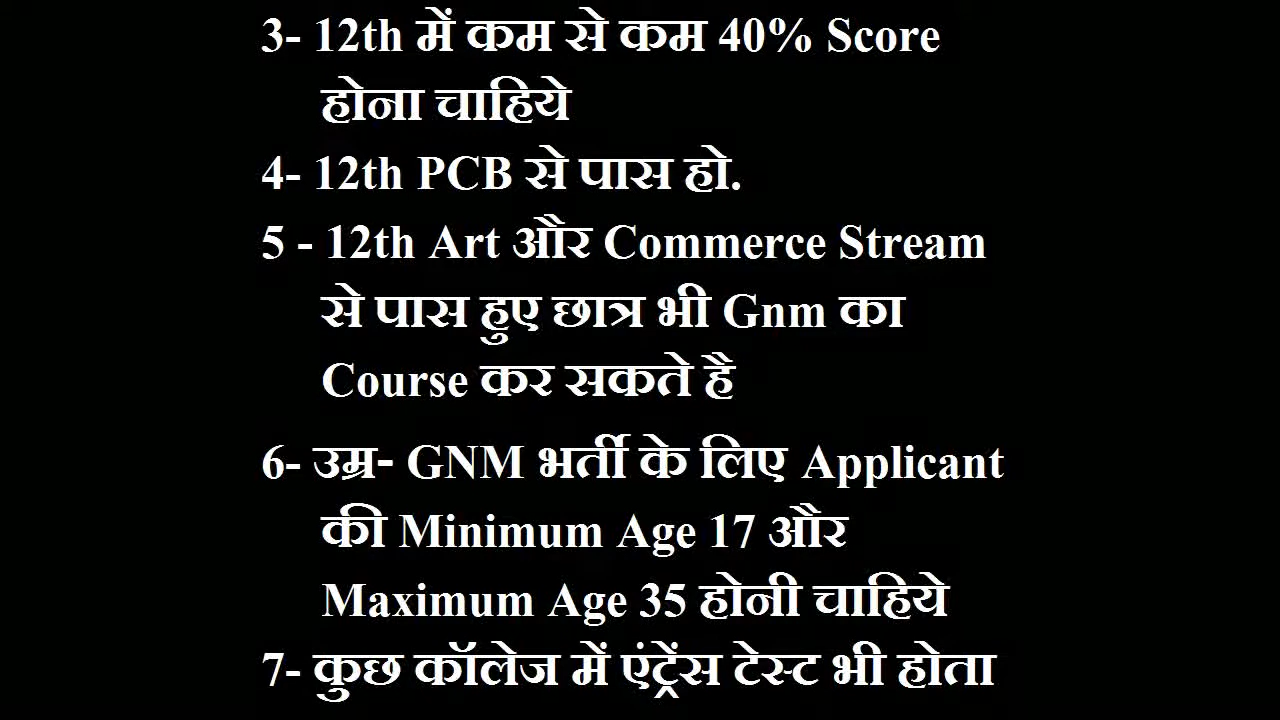 3- 12th में कम से कम 40% Score
होना चाहिये
4- 12th PCB से पास हो.
5 - 12th Art और Commerce Stream
से पास हुए छात्र भी Gnm का
Course कर सकते है
6- उम्र- GNM भर्ती के लिए Applicant
की Minimum Age 17 और
Maximum Age 35 होनी चाहिये
7- कुछ कॉलेज में एंट्रेंस टेस्ट भी होता